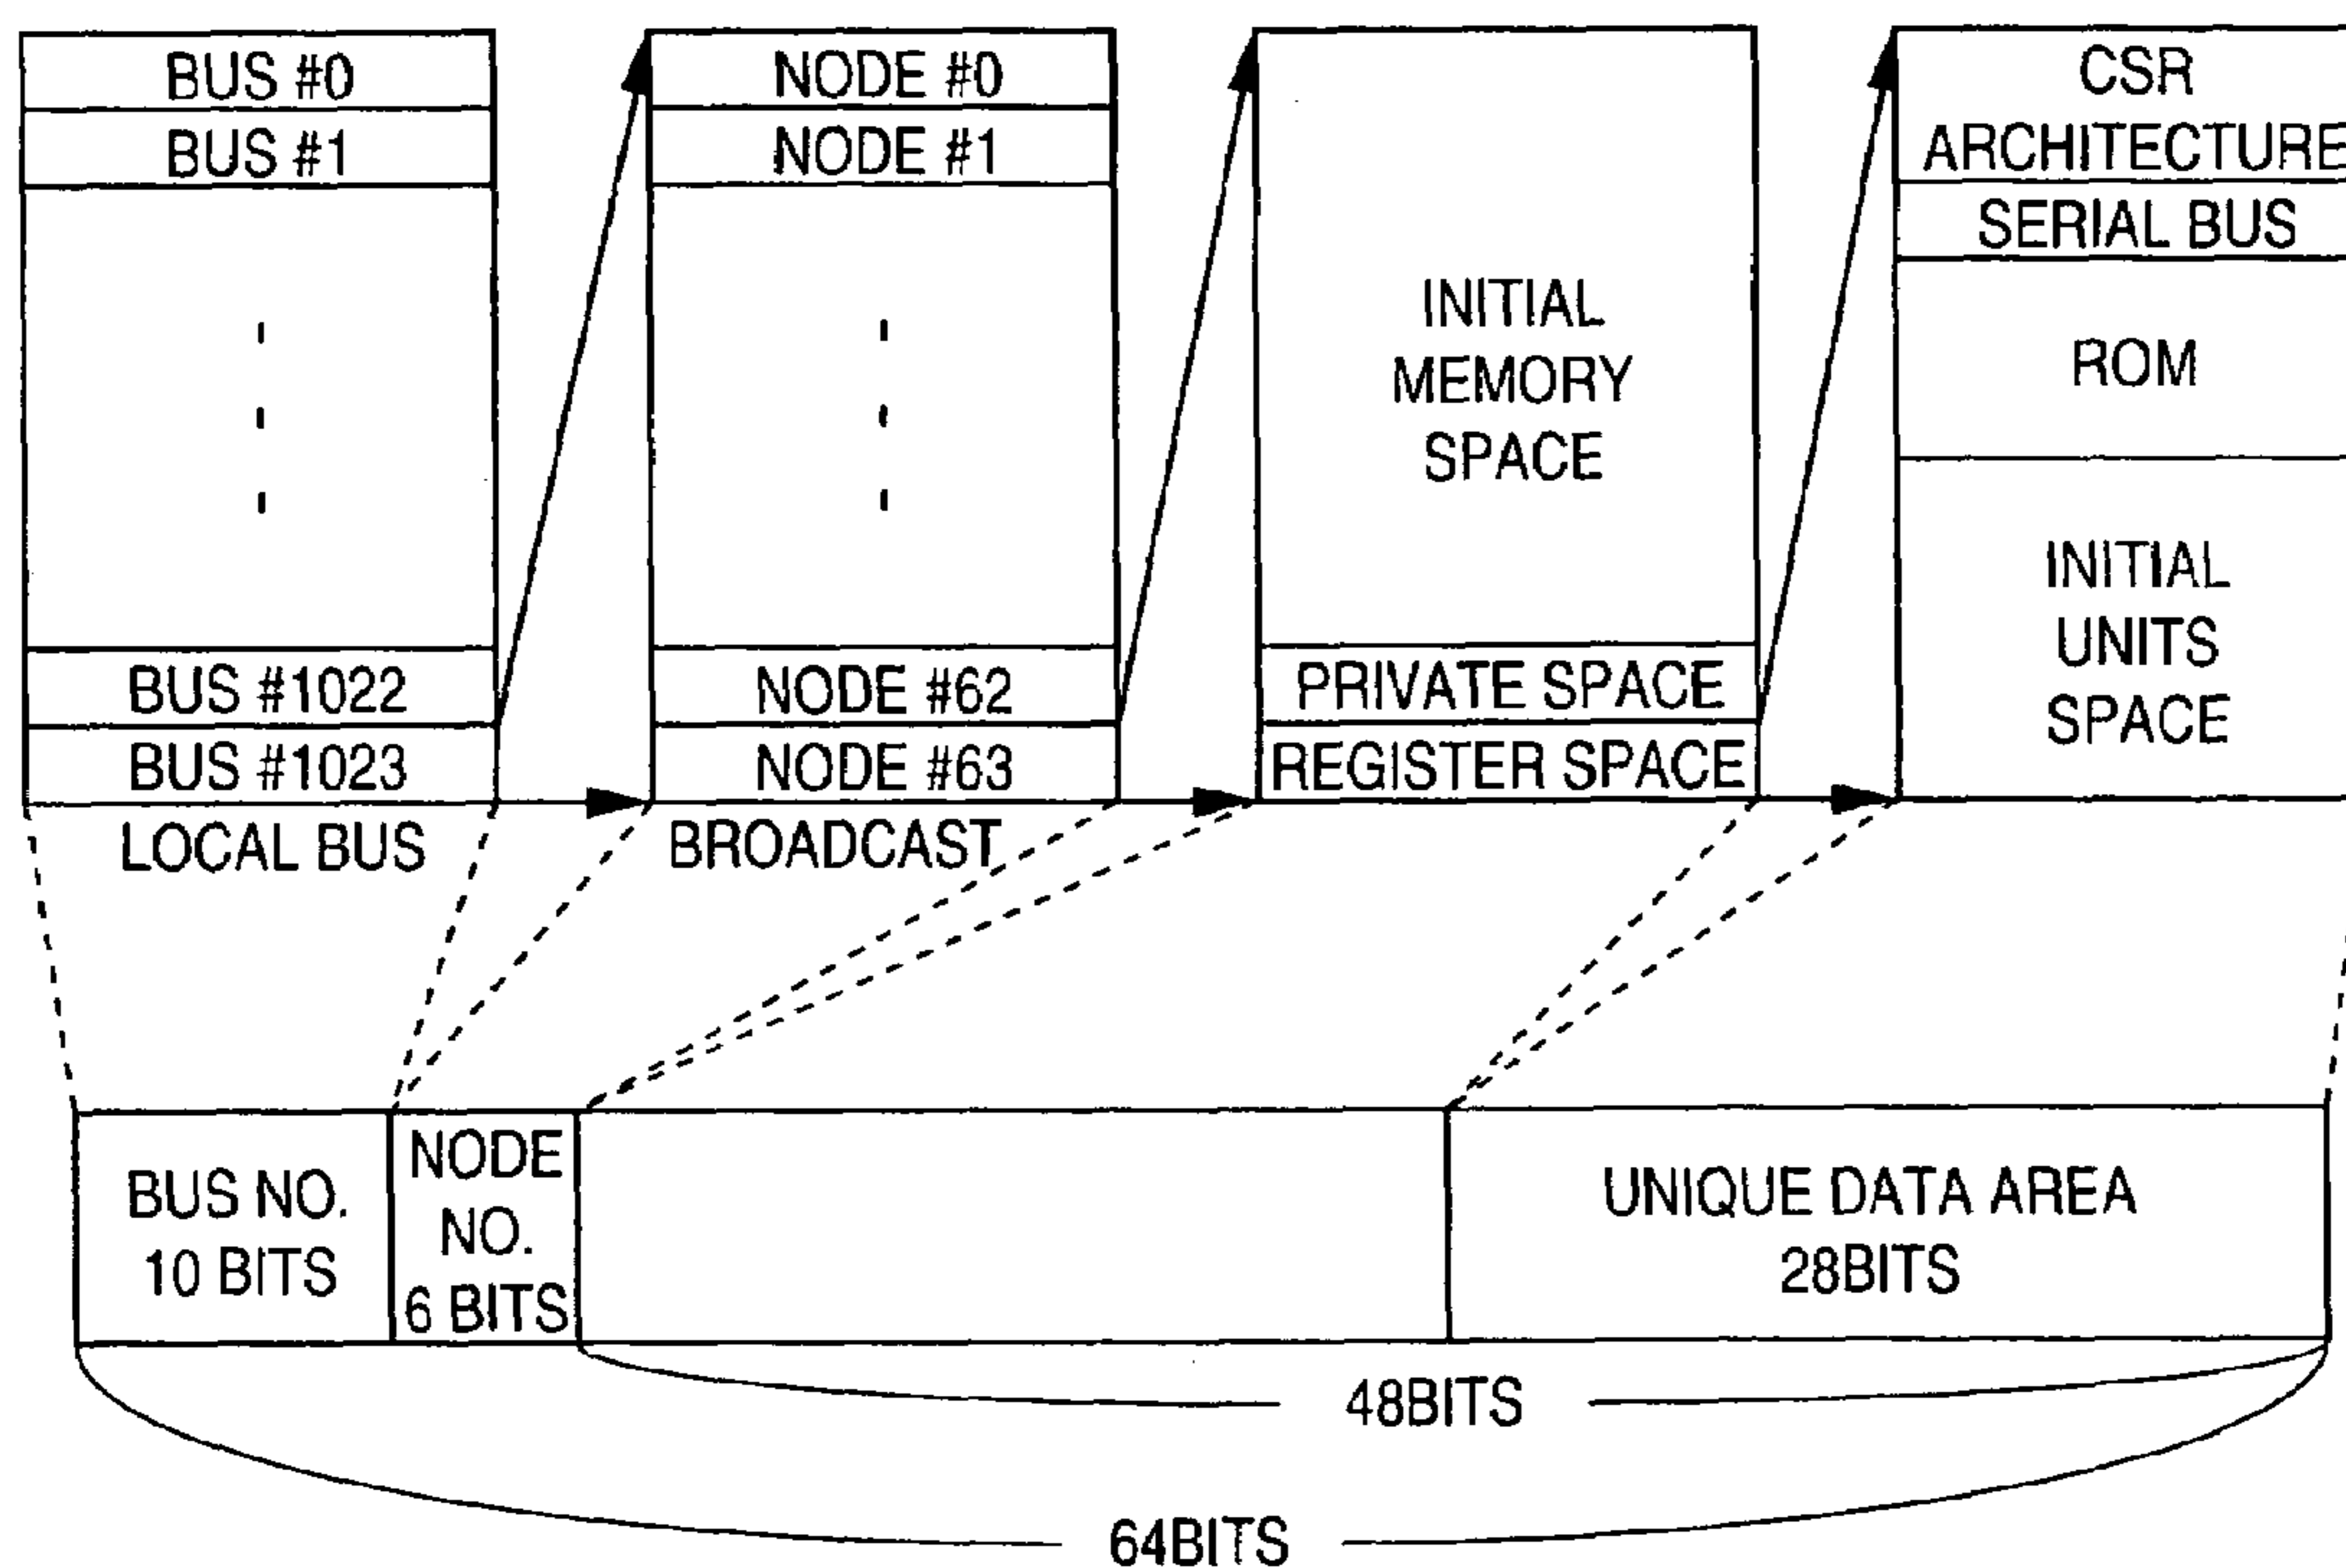 BUS #0
BUS #1
BUS #1022
BUS #1023
LOCAL BUS
NODE #0
NODE #1
NODE #62
NODE #63
BROADCAST
INITIAL
MEMORY
SPACE
PRIVATE SPACE
REGISTER SPACE
CSR
ARCHITECTURE
SERIAL BUS
ROM
INITIAL
UNITS
SPACE
BUS NO.
10 BITS
NODE
NO.
6 BITS
UNIQUE DATA AREA
28BITS
48BITS
64BITS